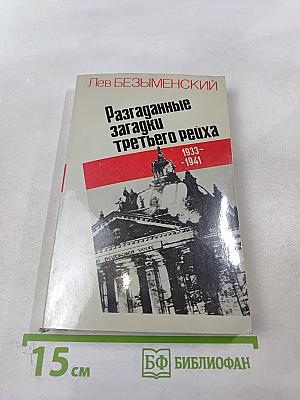 Лев БЕЗЫМЕНСКИЙ
Разгаданные
загадки
третьего рейха
1933–
-1941
15 см
БФ БИБЛИОФАН